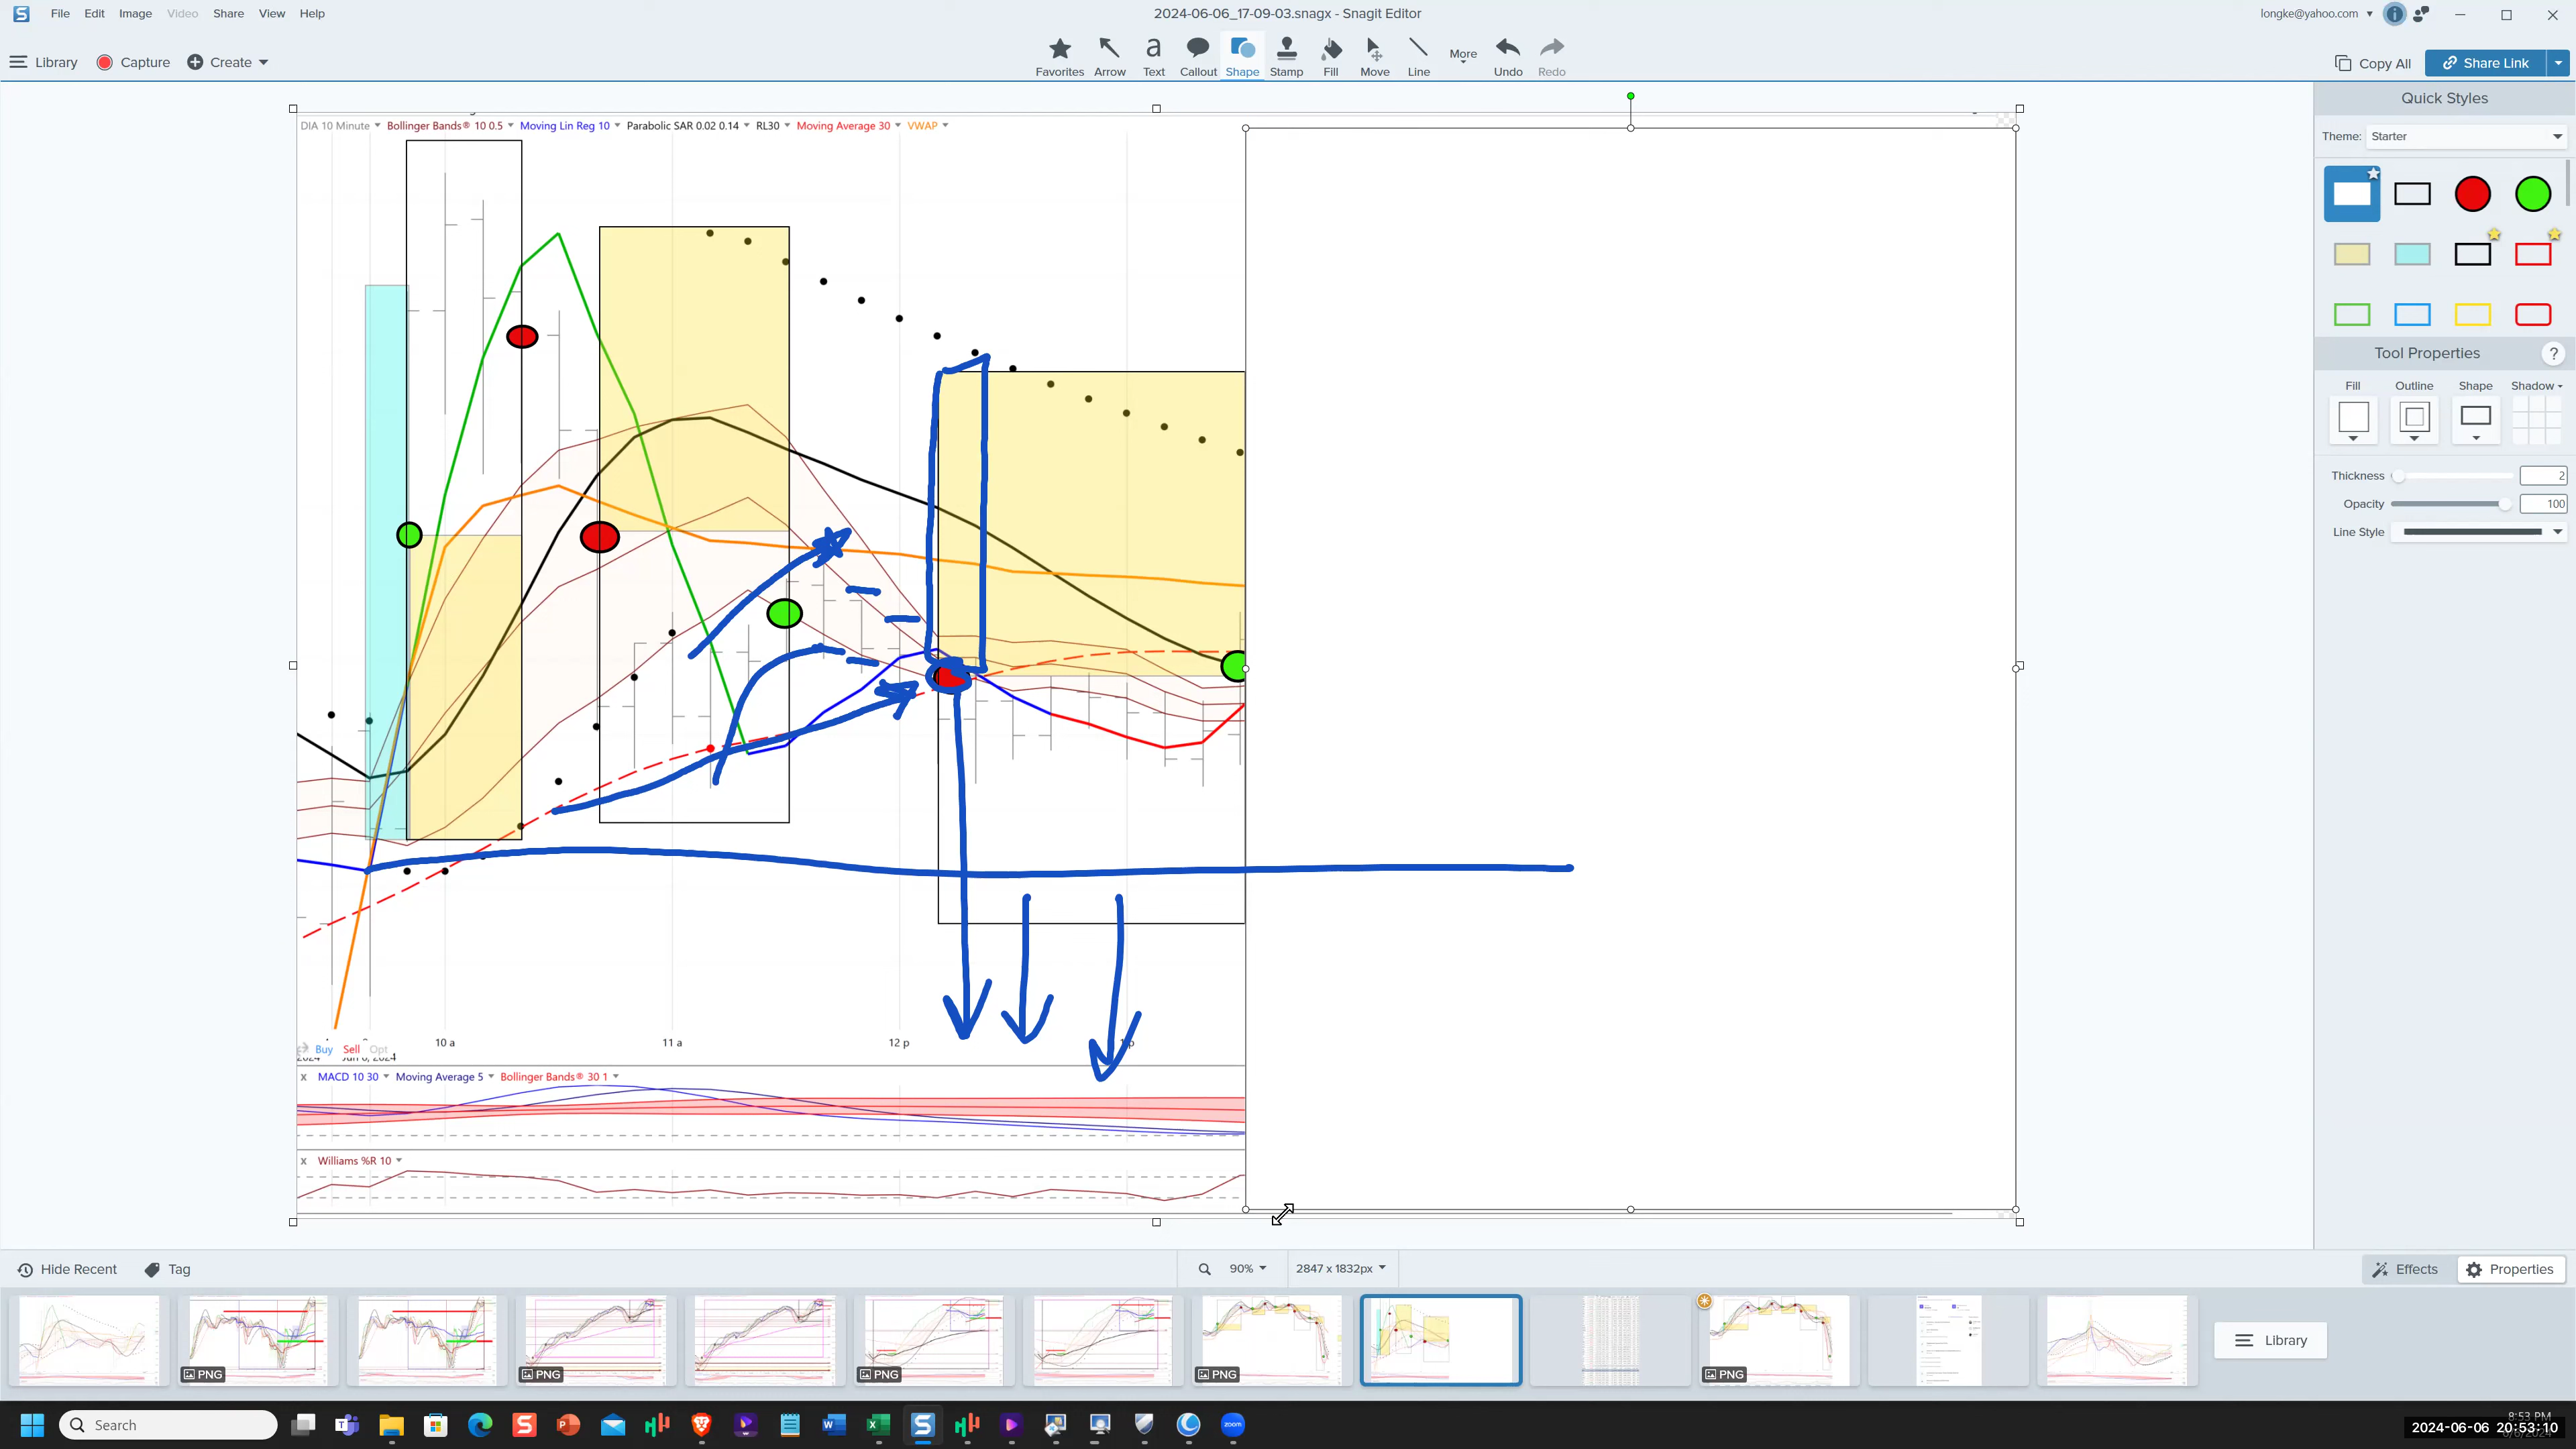 File Edit Image Video Share View Help
2024-06-06_17-09-03.snagx - Snagit Editor
longke@yahoo.com
Library Capture Create
Favorites Arrow Text Callout Shape Stamp Fill Move Line More Undo Redo
Copy All Share Link
Quick Styles
Theme: Starter
DIA 10 Minute Bollinger Bands® 10 0.5 Moving Lin Reg 10 Parabolic SAR 0.02 0.14 RL30 Moving Average 30 VWAP
Tool Properties ?
Fill Outline Shape Shadow
Thickness 2
Opacity 100
Line Style
10 a 11 a 12 p
Buy Sell Opt
MACD 10 30 Moving Average 5 Bollinger Bands® 30 1
Williams %R 10
Hide Recent Tag
90% 2847 x 1832px
Effects Properties
PNG PNG PNG PNG PNG
Library
Search
zoom
8:53 PM
2024-06-06 20:53:10